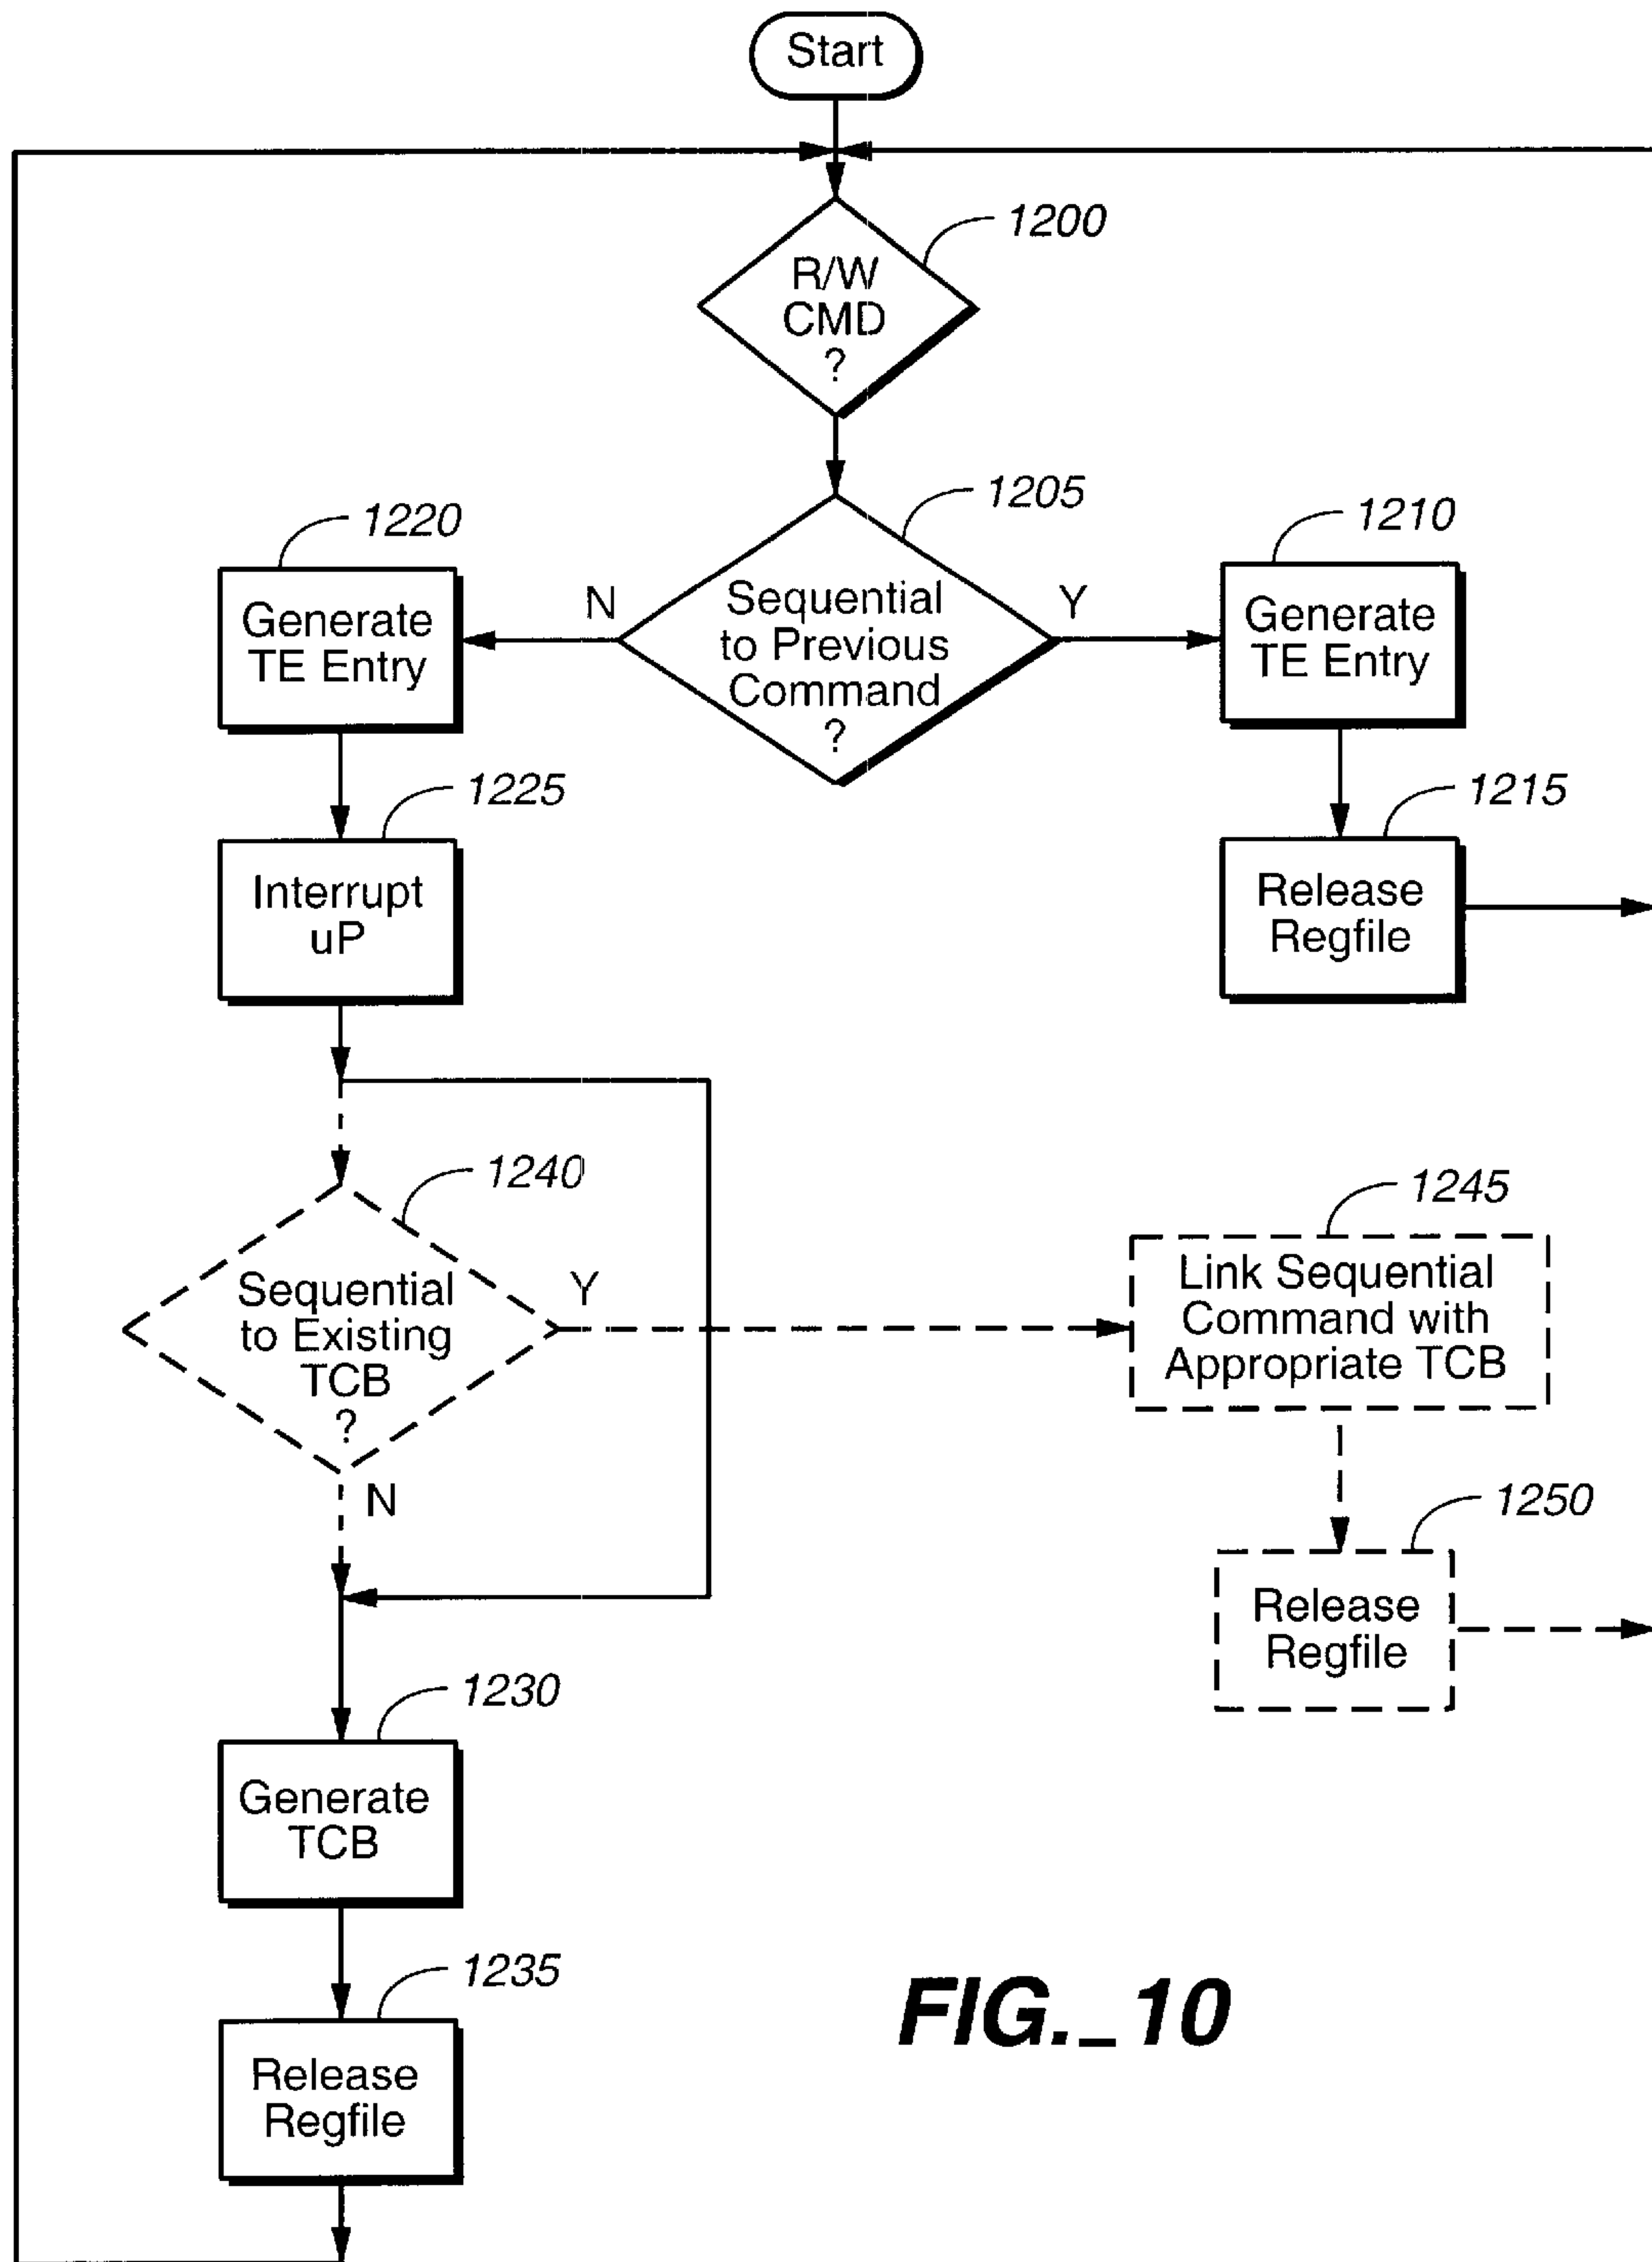 Start
1200
R/W
CMD
?
1205
1220
1210
N
Sequential
to Previous
Command
?
Y
Generate
TE Entry
Generate
TE Entry
1225
1215
Interrupt
uP
Release
Regfile
1240
Sequential
to Existing
TCB
?
Y
N
1245
Link Sequential
Command with
Appropriate TCB
1250
Release
Regfile
1230
Generate
TCB
1235
Release
Regfile
FIG._10